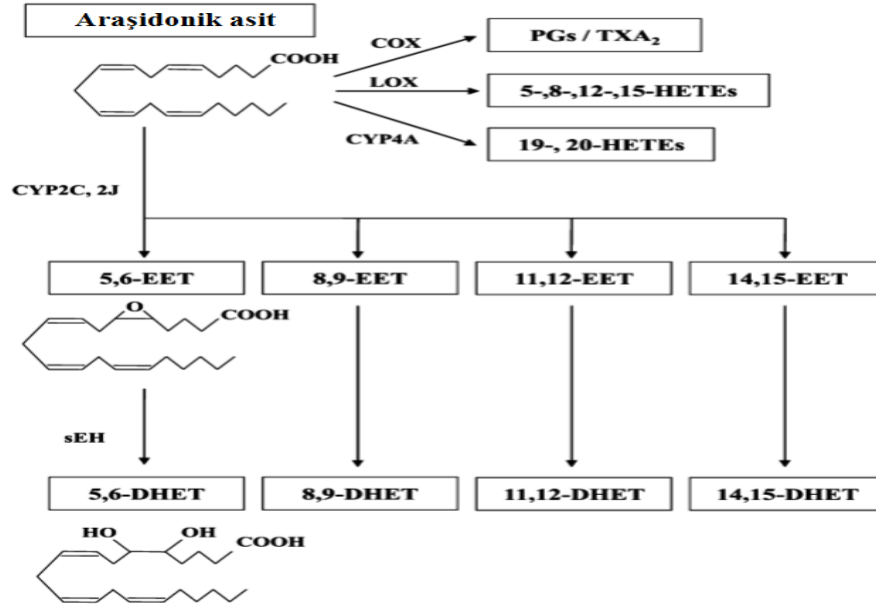 Araşidonik asit
COOH
COX
PGs / TXA₂
LOX
5-,8-,12-,15-HETEs
CYP4A
19-, 20-HETEs
CYP2C, 2J
5,6-EET
8,9-EET
11,12-EET
14,15-EET
O
COOH
sEH
5,6-DHET
8,9-DHET
11,12-DHET
14,15-DHET
HO
OH
COOH